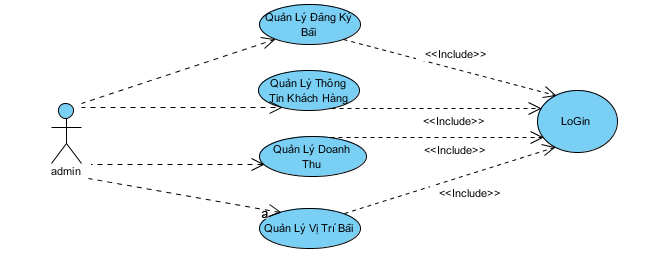 Quản Lý Đăng Ký
Bãi
<<Include>>
Quản Lý Thông
Tin Khách Hàng
<<Include>>
LoGin
Quản Lý Doanh
Thu
<<Include>>
admin
<<Include>>
a
Quản Lý Vị Trí Bãi